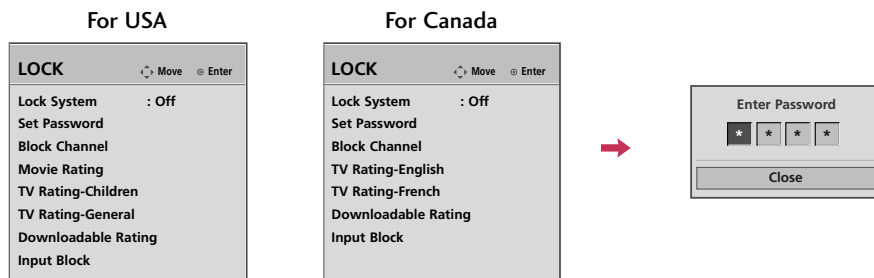 For USA
LOCK Move Enter
Lock System : Off
Set Password
Block Channel
Movie Rating
TV Rating-Children
TV Rating-General
Downloadable Rating
Input Block
For Canada
LOCK Move Enter
Lock System : Off
Set Password
Block Channel
TV Rating-English
TV Rating-French
Downloadable Rating
Input Block
Enter Password
* * * *
Close